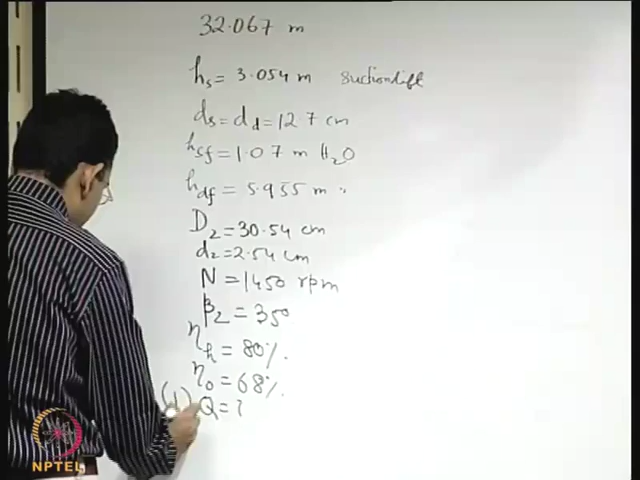 32.067 m
hs = 3.054 m suction lift
ds = dd = 12.7 cm
hsf = 1.07 m H2O
hdf = 5.955 m "
D2 = 30.54 cm
d2 = 2.54 cm
N = 1450 rpm
β2 = 35°
ηh = 80%.
η0 = 68%.
(1) Q = ?
NPTEL